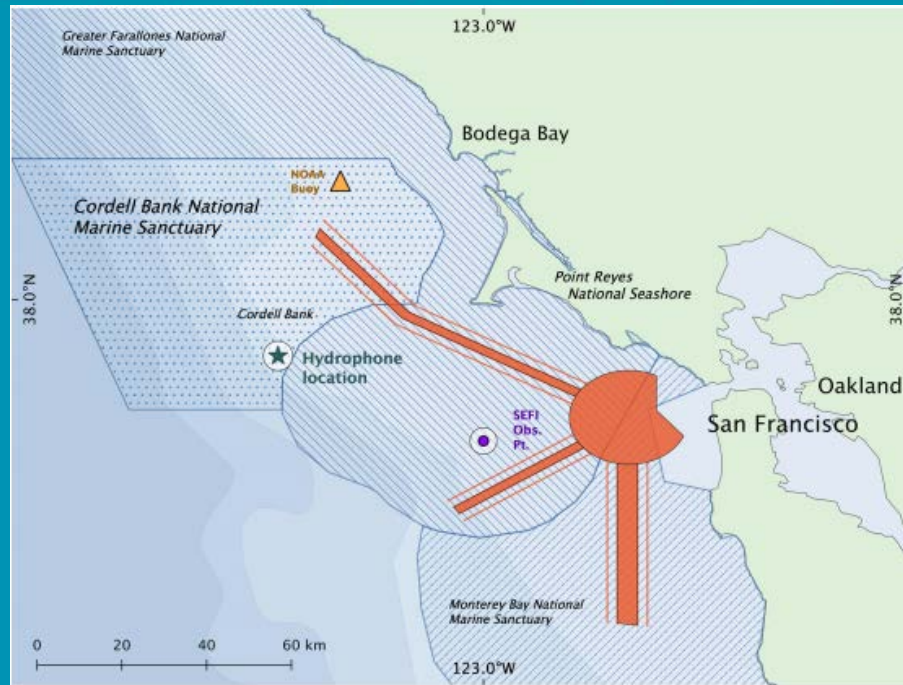 Greater Farallones National
Marine Sanctuary
123.0°W
Bodega Bay
NOAA
Buoy
Cordell Bank National
Marine Sanctuary
Point Reyes
National Seashore
38.0°N
38.0°N
Cordell Bank
Hydrophone
location
Oakland
SEFI
Obs.
Pt.
San Francisco
Monterey Bay National
Marine Sanctuary
0 20 40 60 km
123.0°W